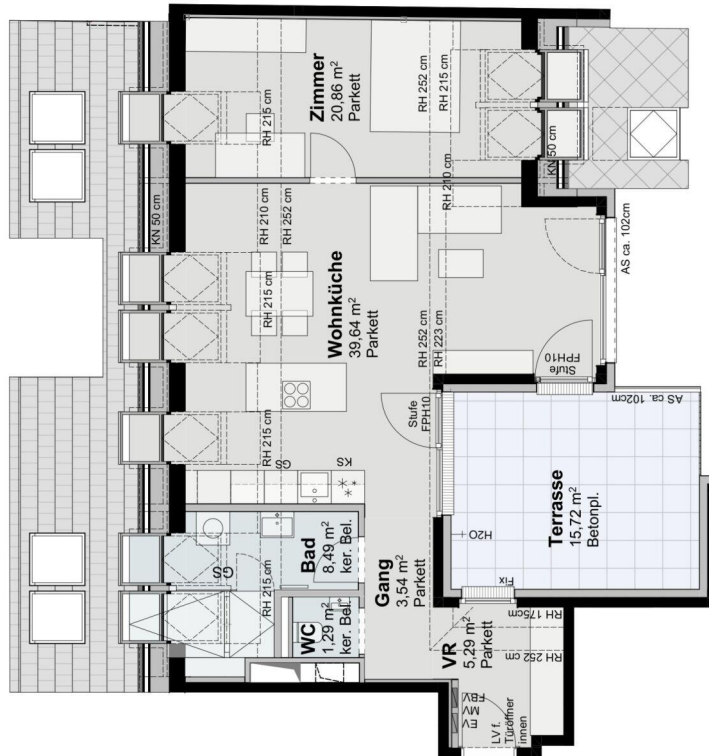 Zimmer
20,86 m²
Parkett
RH 215 cm
RH 252 cm
RH 215 cm
KN 50 cm
KN 50 cm
RH 210 cm
RH 252 cm
RH 215 cm
RH 210 cm
AS ca. 102cm
Wohnküche
39,64 m²
Parkett
RH 252 cm
RH 223 cm
Stufe
FPH10
Stufe
FPH10
AS ca. 102cm
RH 215 cm
GS
KS
Terrasse
15,72 m²
Betonpl.
H2O
Fix
Bad
8,49 m²
ker. Bel.
GS
RH 215 cm
Gang
3,54 m²
Parkett
WC
1,29 m²
ker. Bel.
VR
5,29 m²
Parkett
RH 175cm
RH 252 cm
FBV
MV
EV
LV f.
Türöffner
innen